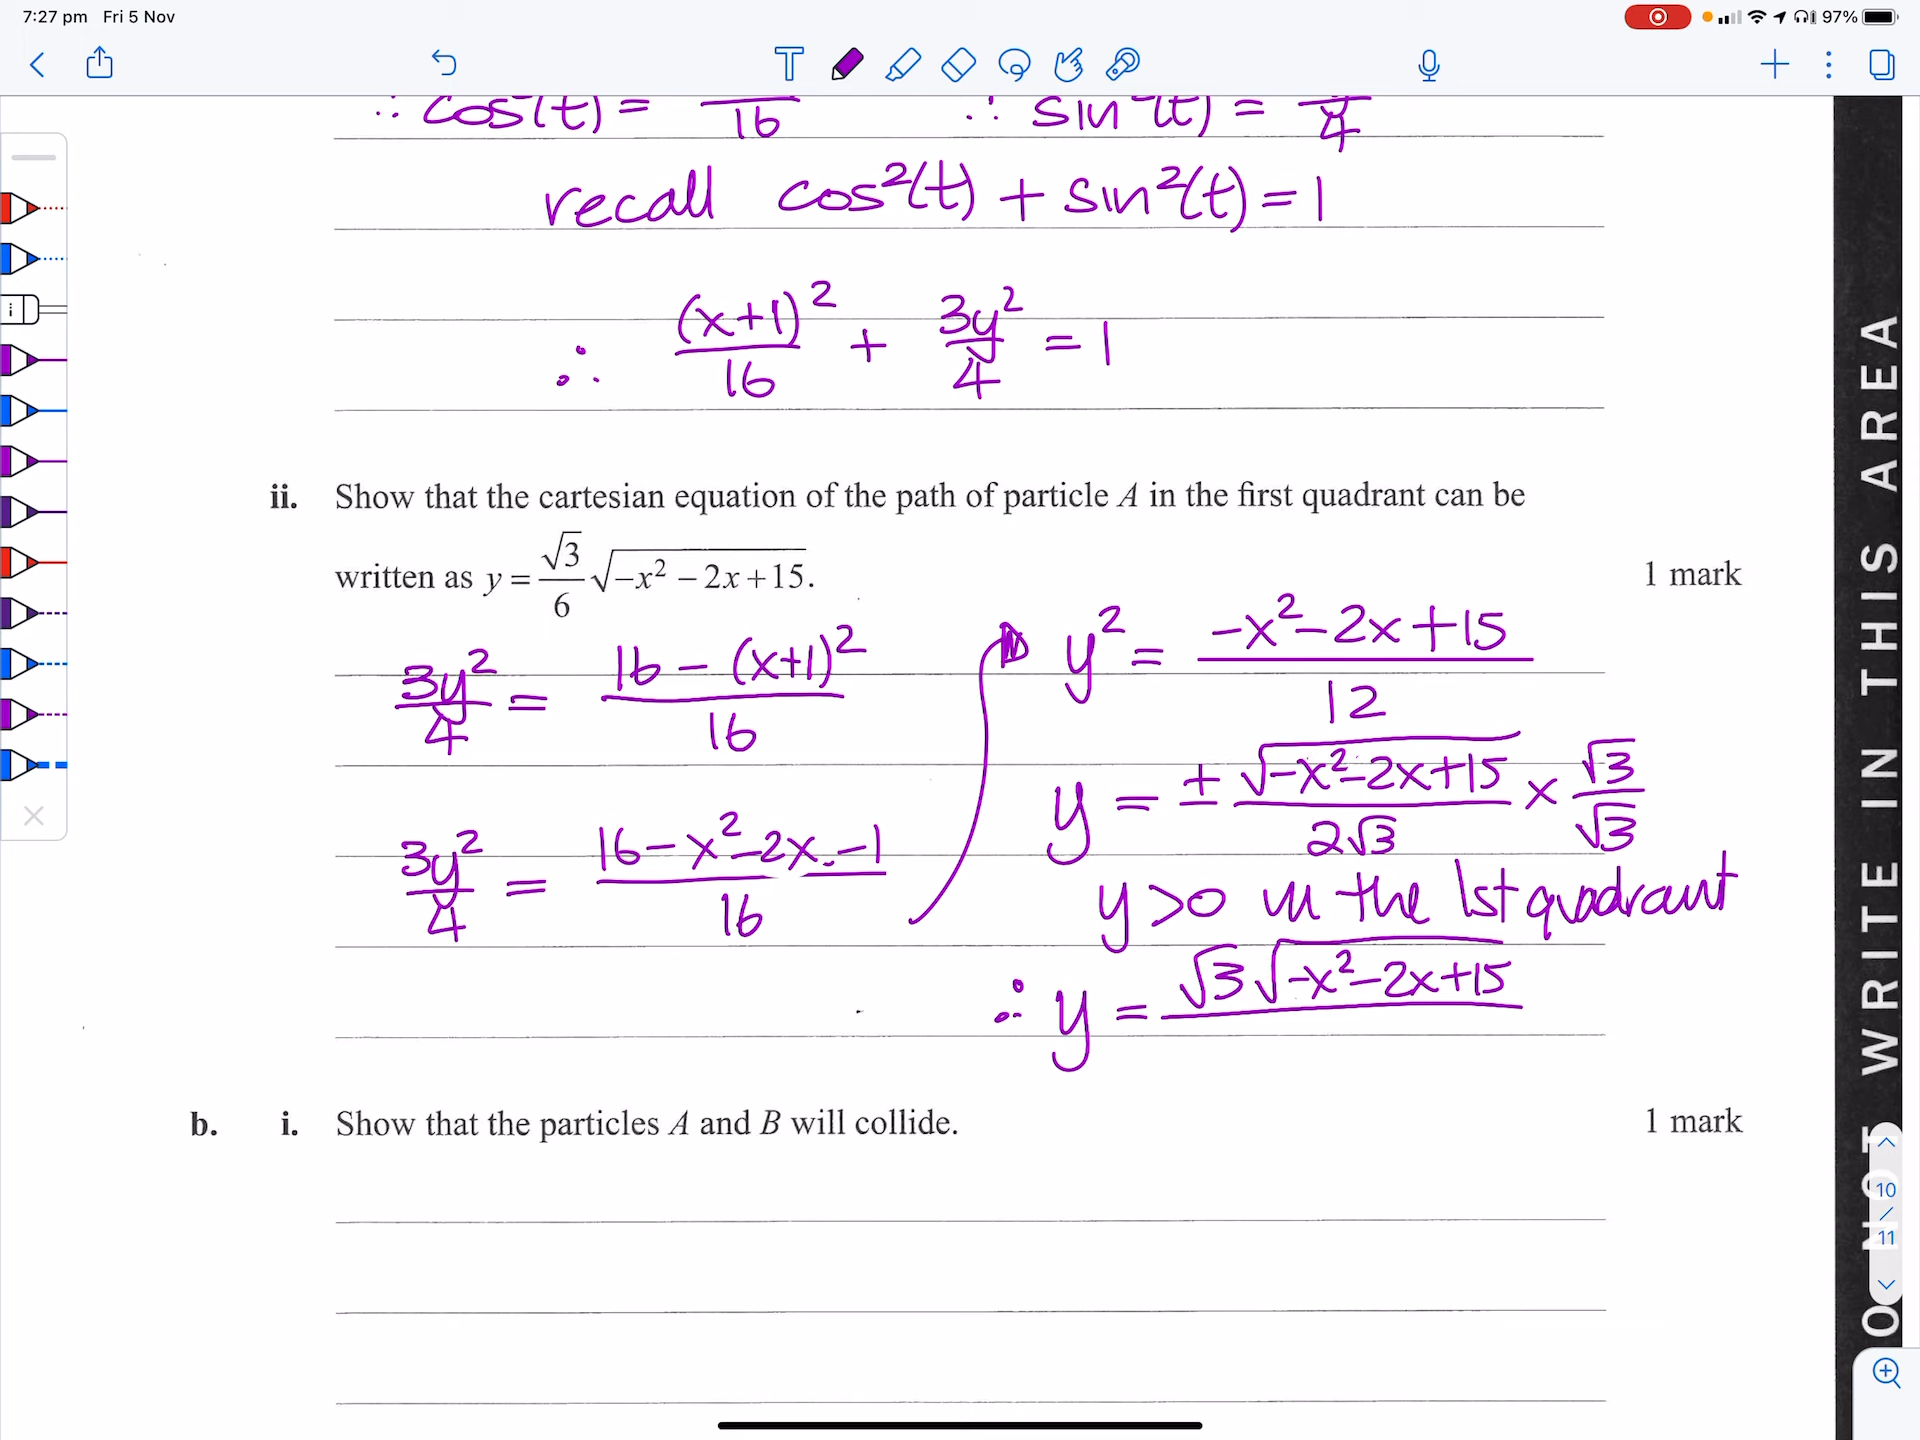 7:27 pm Fri 5 Nov
97%
T
∴ cos²(t) = /16 ∴ sin²(t) = /4
recall cos²(t) + sin²(t) = 1
∴ (x+1)²/16 + 3y²/4 = 1
ii. Show that the cartesian equation of the path of particle A in the first quadrant can be
written as y = √3/6 √(−x² − 2x + 15). 1 mark
3y²/4 = 16 − (x+1)²/16
3y²/4 = 16 − x² − 2x − 1/16
y² = −x² − 2x + 15/12
y = ± √(−x² − 2x + 15)/2√3 × √3/√3
y > 0 in the 1st quadrant
∴ y = √3 √(−x² − 2x + 15)
b. i. Show that the particles A and B will collide. 1 mark
WRITE IN THIS AREA
O NOT
10
/
11